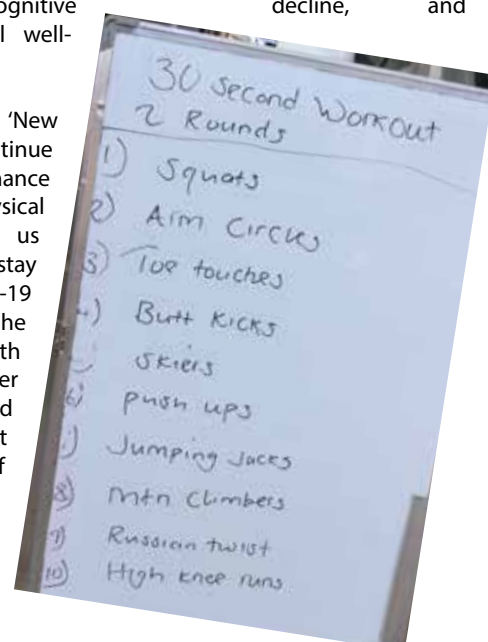 ognitive decline, and
l well-
'New
tinue
nance
ysical
us
stay
-19
he
th
er
d
t
f
30 Second Workout
2 Rounds
1) Squats
2) Arm Circles
3) Toe touches
4) Butt Kicks
Skiers
6) push ups
) Jumping Jacks
8) mtn Climbers
9) Russian twist
10) High knee runs